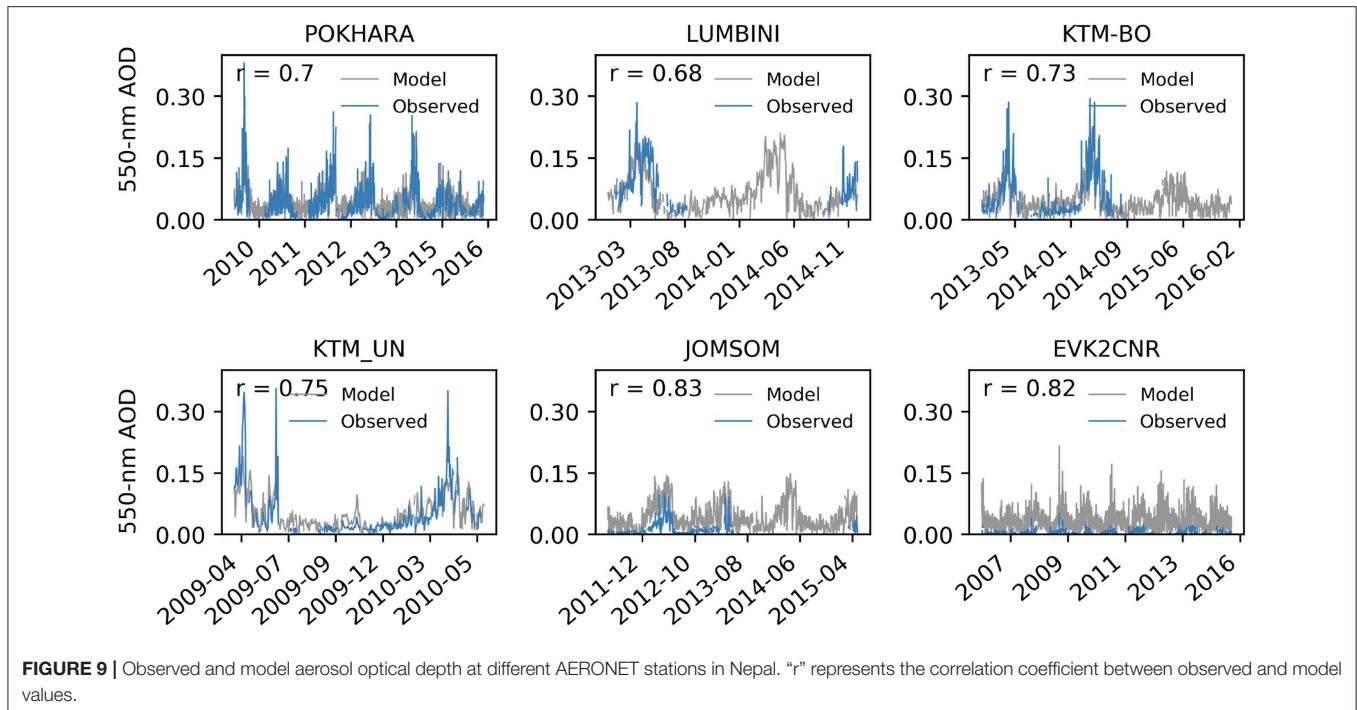 POKHARA
LUMBINI
KTM-BO
550-nm AOD
0.30
0.15
0.00
r = 0.7
Model
Observed
2010
2011
2012
2013
2015
2016
0.30
0.15
0.00
r = 0.68
Model
Observed
2013-03
2013-08
2014-01
2014-06
2014-11
0.30
0.15
0.00
r = 0.73
Model
Observed
2013-05
2014-01
2014-09
2015-06
2016-02
KTM_UN
JOMSOM
EVK2CNR
550-nm AOD
0.30
0.15
0.00
r = 0.75
Model
Observed
2009-04
2009-07
2009-09
2009-12
2010-03
2010-05
0.30
0.15
0.00
r = 0.83
Model
Observed
2011-12
2012-10
2013-08
2014-06
2015-04
0.30
0.15
0.00
r = 0.82
Model
Observed
2007
2009
2011
2013
2016
FIGURE 9 | Observed and model aerosol optical depth at different AERONET stations in Nepal. “r” represents the correlation coefficient between observed and model
values.